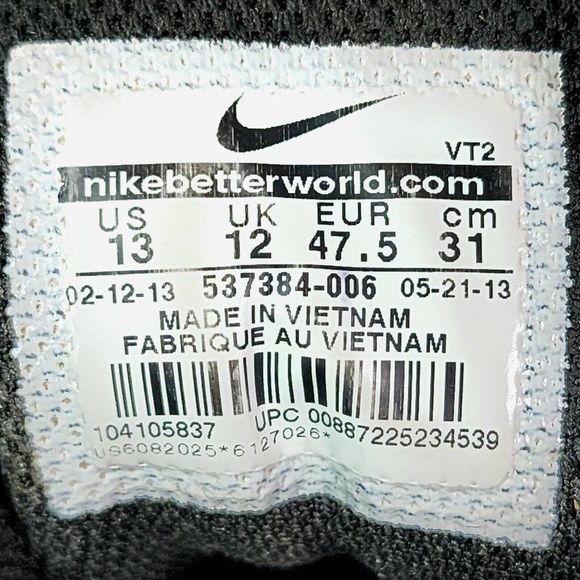 VT2
nikebetterworld.com
US UK EUR cm
13 12 47.5 31
02-12-13 537384-006 05-21-13
MADE IN VIETNAM
FABRIQUE AU VIETNAM
104105837 UPC 00887225234539
US6082025*6127026*